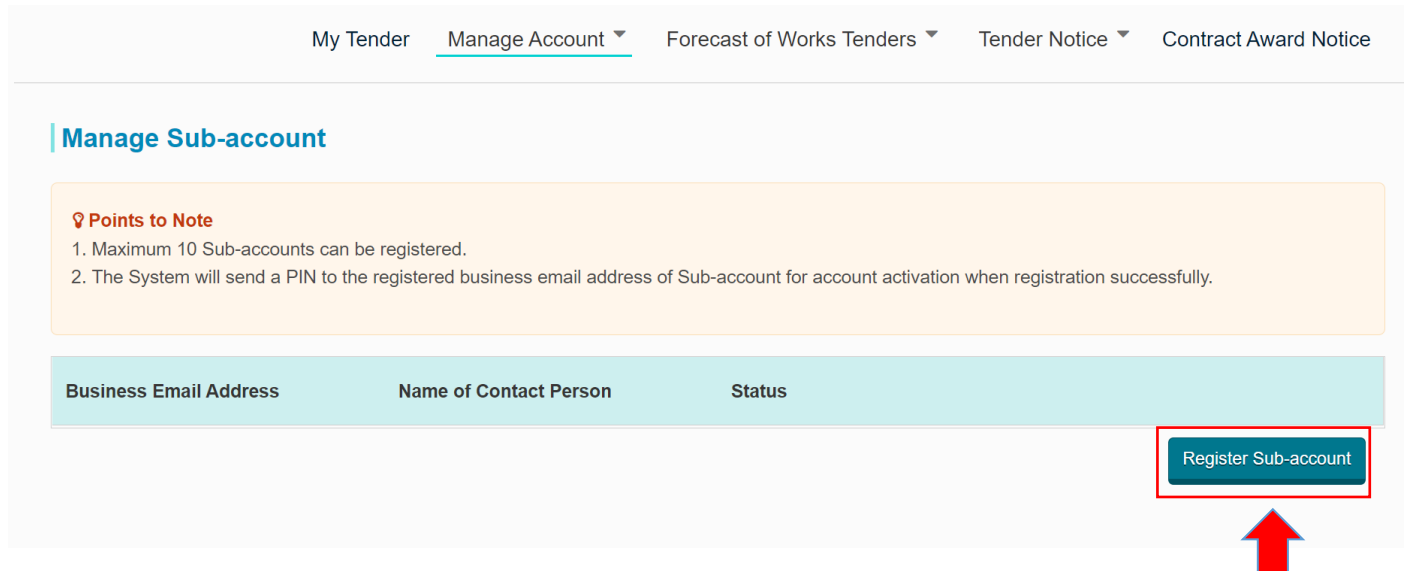 My Tender Manage Account Forecast of Works Tenders Tender Notice Contract Award Notice
Manage Sub-account
Points to Note
1. Maximum 10 Sub-accounts can be registered.
2. The System will send a PIN to the registered business email address of Sub-account for account activation when registration successfully.
Business Email Address Name of Contact Person Status
Register Sub-account